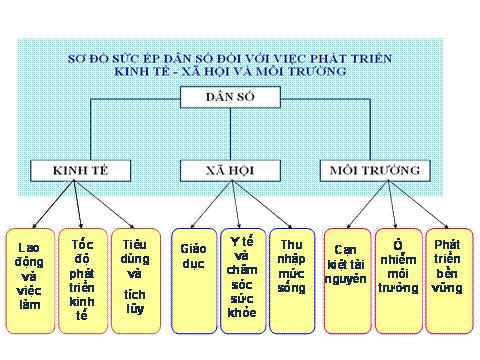 SƠ ĐỒ SỨC ÉP DÂN SỐ ĐỐI VỚI VIỆC PHÁT TRIỂN
KINH TẾ - XÃ HỘI VÀ MÔI TRƯỜNG
DÂN SỐ
KINH TẾ
XÃ HỘI
MÔI TRƯỜNG
Lao
động
và
việc
làm
Tốc
độ
phát
triển
kinh
tế
Tiêu
dùng
và
tích
lũy
Giáo
dục
Y tế
và
chăm
sóc
sức
khỏe
Thu
nhập
mức
sống
Cạn
kiệt tài
nguyên
Ô
nhiễm
môi
trường
Phát
triển
bền
vững